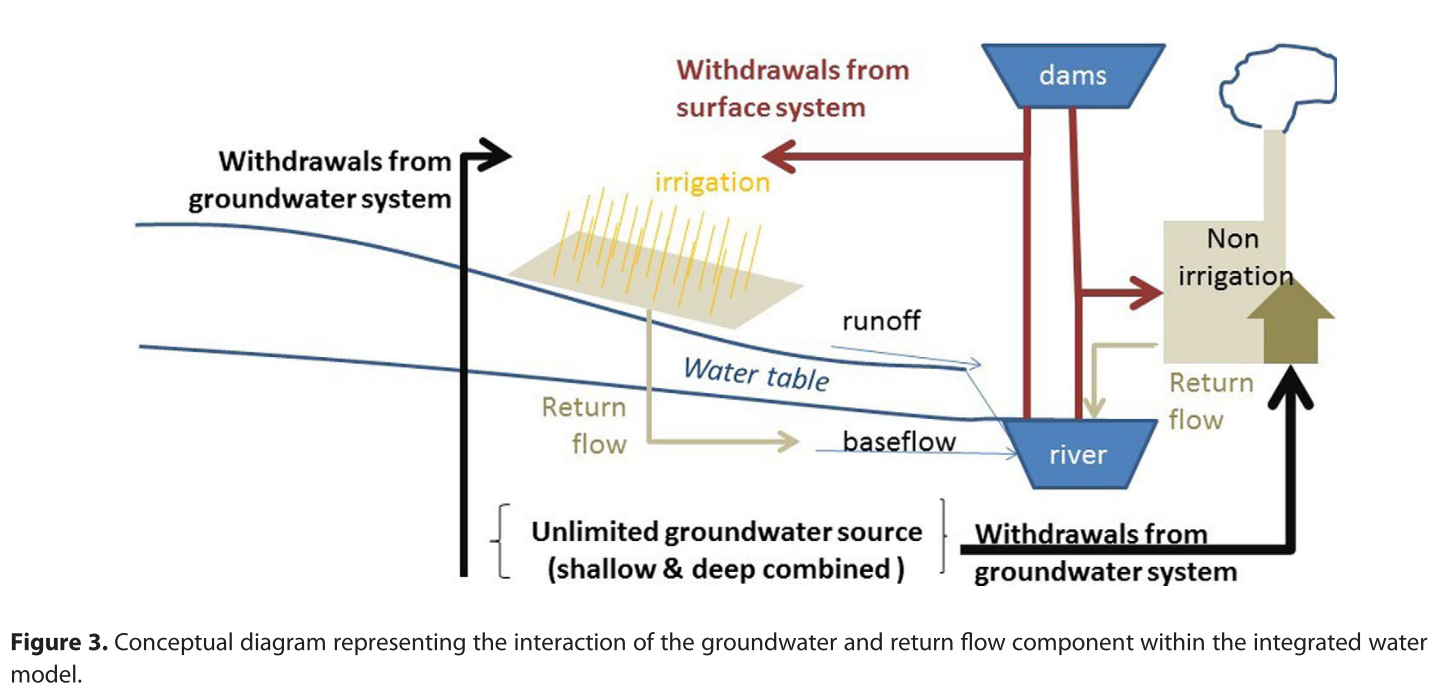 Withdrawals from
surface system
dams
Withdrawals from
groundwater system
irrigation
Non
irrigation
runoff
Water table
Return
flow
Return
flow
baseflow
river
Unlimited groundwater source
(shallow & deep combined )
Withdrawals from
groundwater system
Figure 3. Conceptual diagram representing the interaction of the groundwater and return flow component within the integrated water
model.